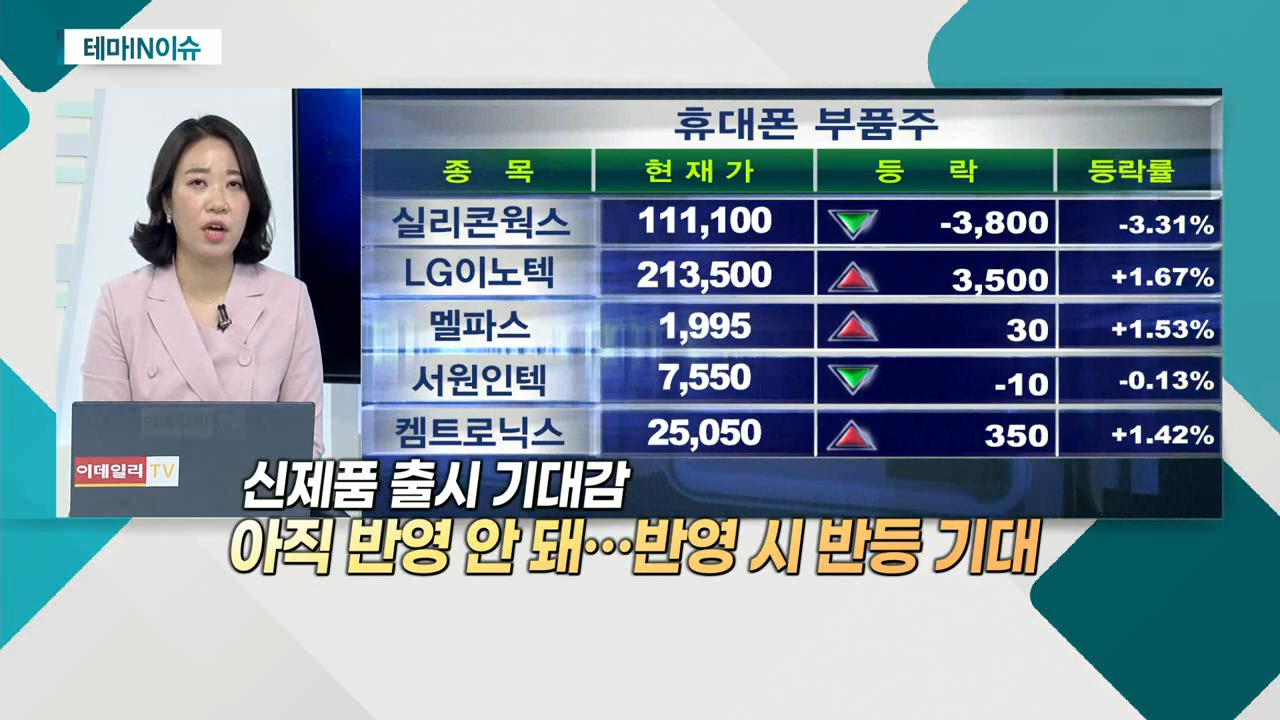 테마IN이슈
휴대폰 부품주
종 목 현재가 등 락 등락률
실리콘웍스 111,100 -3,800 -3.31%
LG이노텍 213,500 3,500 +1.67%
멜파스 1,995 30 +1.53%
서원인텍 7,550 -10 -0.13%
켐트로닉스 25,050 350 +1.42%
이데일리TV
신제품 출시 기대감
아직 반영 안 돼…반영 시 반등 기대